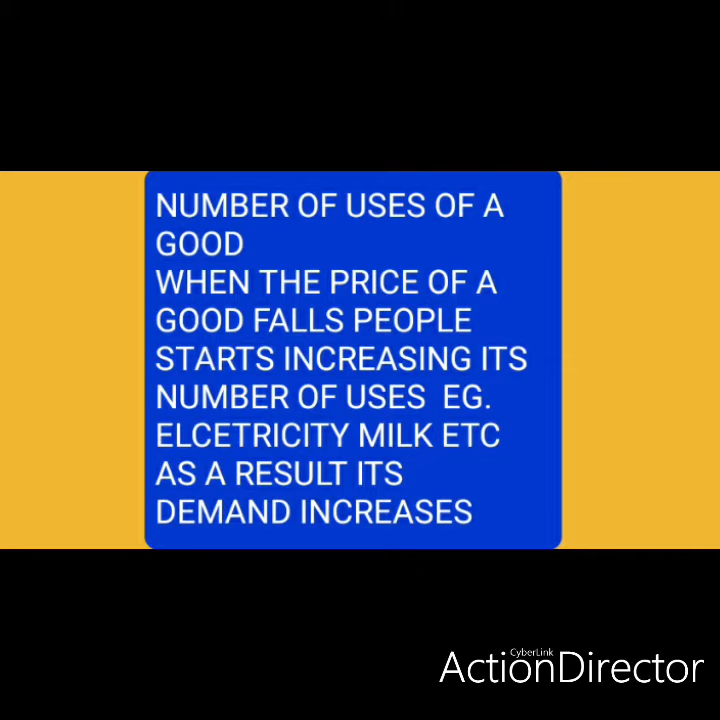 NUMBER OF USES OF A
GOOD
WHEN THE PRICE OF A
GOOD FALLS PEOPLE
STARTS INCREASING ITS
NUMBER OF USES  EG.
ELCETRICITY MILK ETC
AS A RESULT ITS
DEMAND INCREASES
CyberLink
ActionDirector